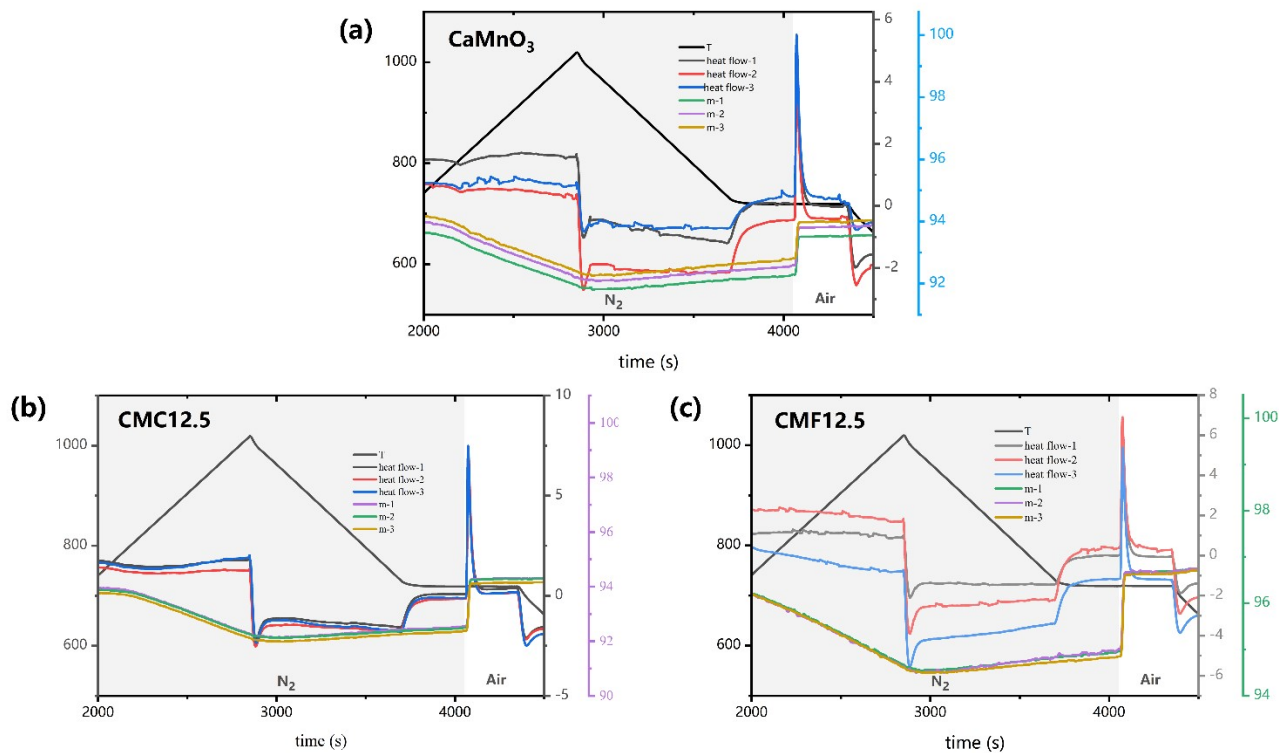 (a)
CaMnO3
T
heat flow-1
heat flow-2
heat flow-3
m-1
m-2
m-3
1000
800
600
6
4
2
0
-2
100
98
96
94
92
N2
Air
2000
3000
4000
time (s)
(b)
CMC12.5
T
heat flow-1
heat flow-2
heat flow-3
m-1
m-2
m-3
1000
800
600
10
5
0
-5
100
98
96
94
92
90
N2
Air
2000
3000
4000
time (s)
(c)
CMF12.5
T
heat flow-1
heat flow-2
heat flow-3
m-1
m-2
m-3
1000
800
600
8
6
4
2
0
-2
-4
-6
100
98
96
94
N2
Air
2000
3000
4000
time (s)